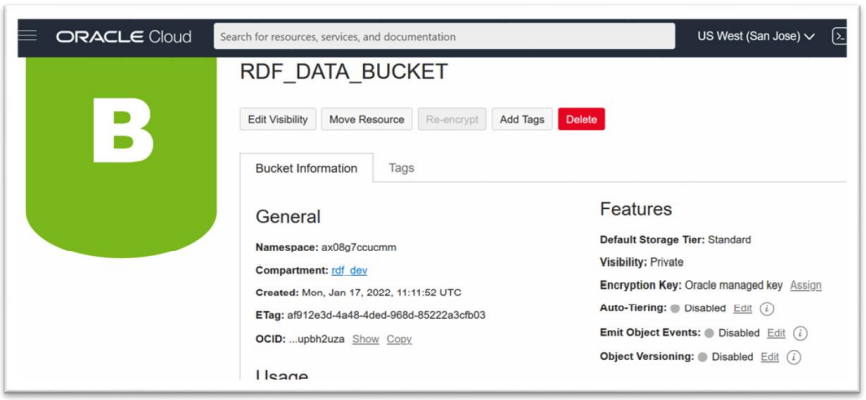 ORACLE Cloud
Search for resources, services, and documentation
US West (San Jose)
B
RDF_DATA_BUCKET
Edit Visibility
Move Resource
Re-encrypt
Add Tags
Delete
Bucket Information
Tags
General
Namespace: ax08g7ccucmm
Compartment: rdf_dev
Created: Mon, Jan 17, 2022, 11:11:52 UTC
ETag: af912e3d-4a48-4ded-968d-85222a3cfb03
OCID: ...upbh2uza Show Copy
Usage
Features
Default Storage Tier: Standard
Visibility: Private
Encryption Key: Oracle managed key Assign
Auto-Tiering: Disabled Edit
Emit Object Events: Disabled Edit
Object Versioning: Disabled Edit